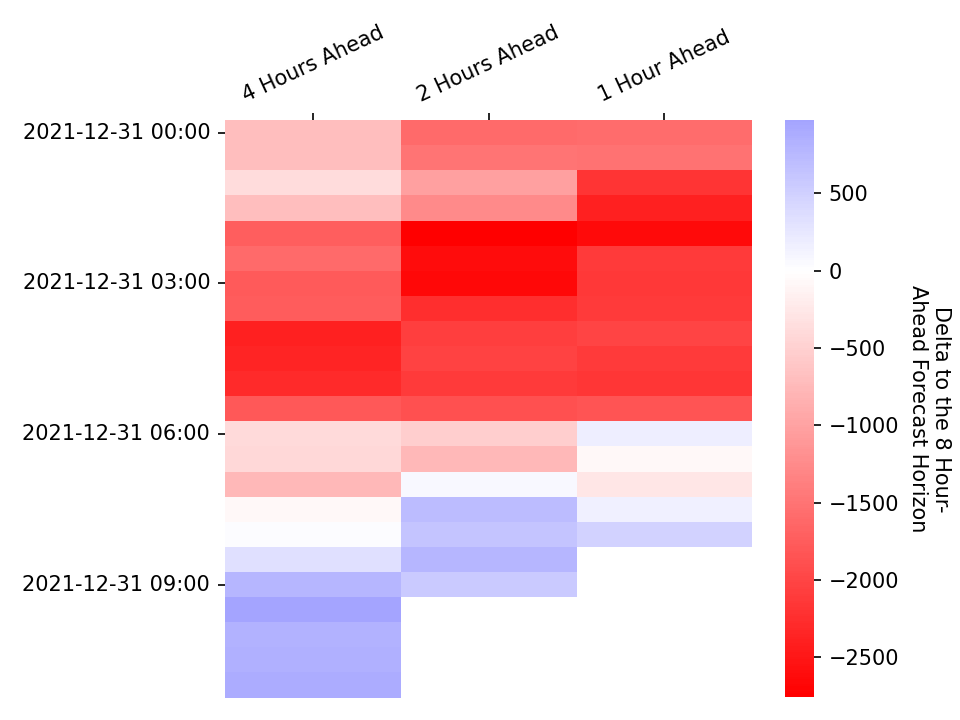 4 Hours Ahead
2 Hours Ahead
1 Hour Ahead
2021-12-31 00:00
2021-12-31 03:00
2021-12-31 06:00
2021-12-31 09:00
500
0
−500
−1000
−1500
−2000
−2500
Delta to the 8 Hour-
Ahead Forecast Horizon